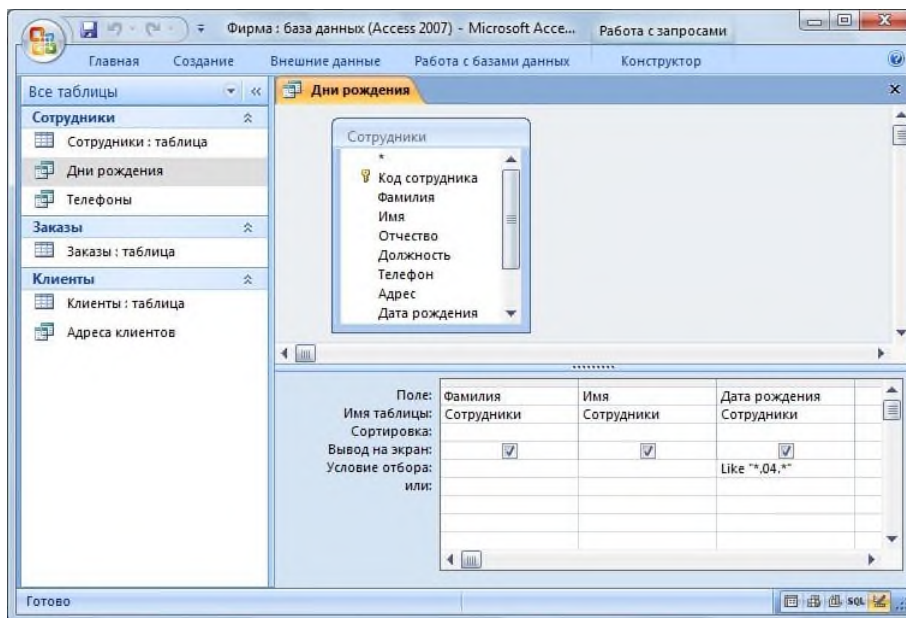 Фирма : база данных (Access 2007) - Microsoft Acce...
Работа с запросами
Главная
Создание
Внешние данные
Работа с базами данных
Конструктор
Все таблицы
Сотрудники
Сотрудники : таблица
Дни рождения
Телефоны
Заказы
Заказы : таблица
Клиенты
Клиенты : таблица
Адреса клиентов
Дни рождения
Сотрудники
*
Код сотрудника
Фамилия
Имя
Отчество
Должность
Телефон
Адрес
Дата рождения
Поле: Фамилия Имя Дата рождения
Имя таблицы: Сотрудники Сотрудники Сотрудники
Сортировка:
Вывод на экран:
Условие отбора: Like "*.04.*"
или:
Готово
SQL